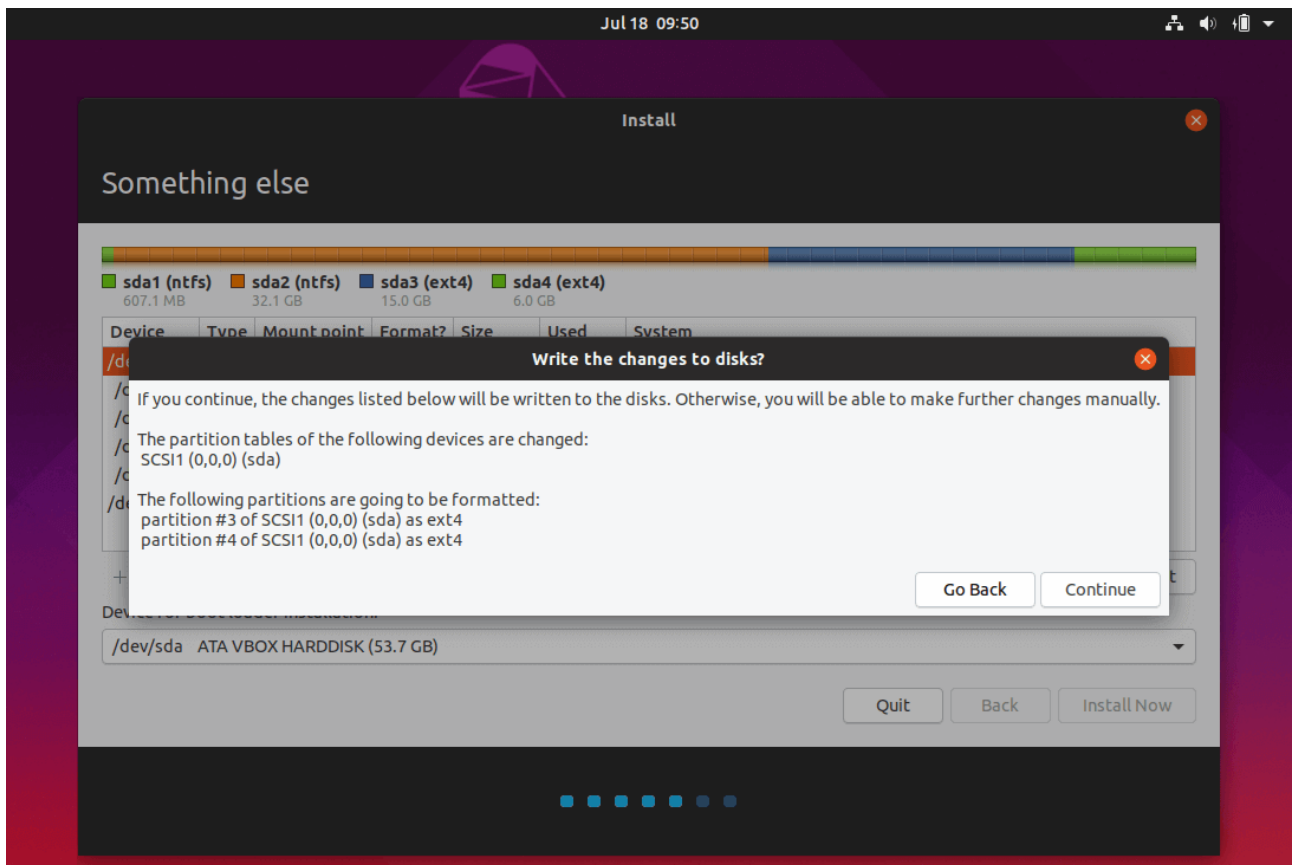 Jul 18 09:50
Install
Something else
sda1 (ntfs) sda2 (ntfs) sda3 (ext4) sda4 (ext4)
607.1 MB 32.1 GB 15.0 GB 6.0 GB
Device Type Mount point Format? Size Used System
Write the changes to disks?
If you continue, the changes listed below will be written to the disks. Otherwise, you will be able to make further changes manually.
The partition tables of the following devices are changed:
SCSI1 (0,0,0) (sda)
The following partitions are going to be formatted:
partition #3 of SCSI1 (0,0,0) (sda) as ext4
partition #4 of SCSI1 (0,0,0) (sda) as ext4
+
Go Back Continue
/dev/sda ATA VBOX HARDDISK (53.7 GB)
Quit Back Install Now